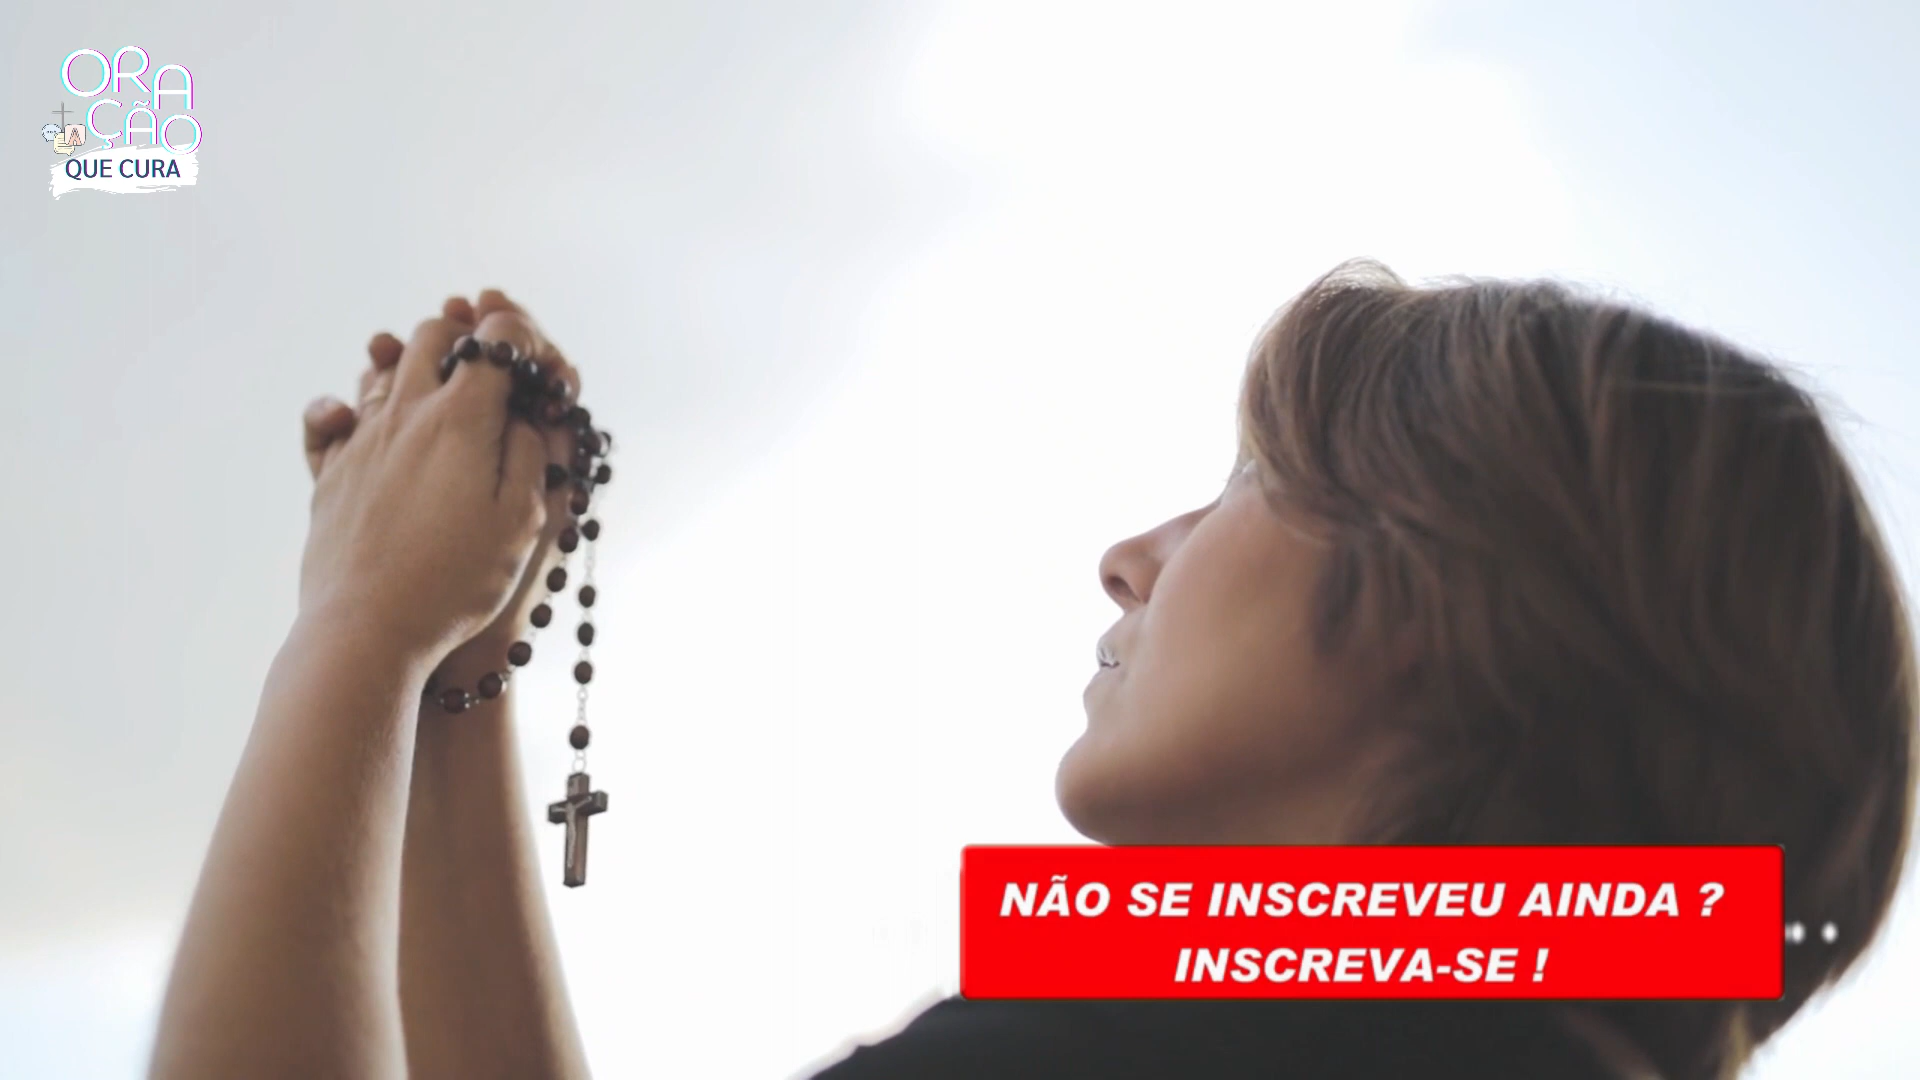 ORA
ÇÃO
QUE CURA
NÃO SE INSCREVEU AINDA ?
INSCREVA-SE !